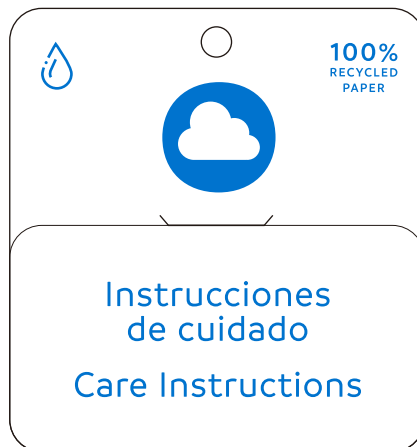 100%
RECYCLED
PAPER
Instrucciones
de cuidado
Care Instructions